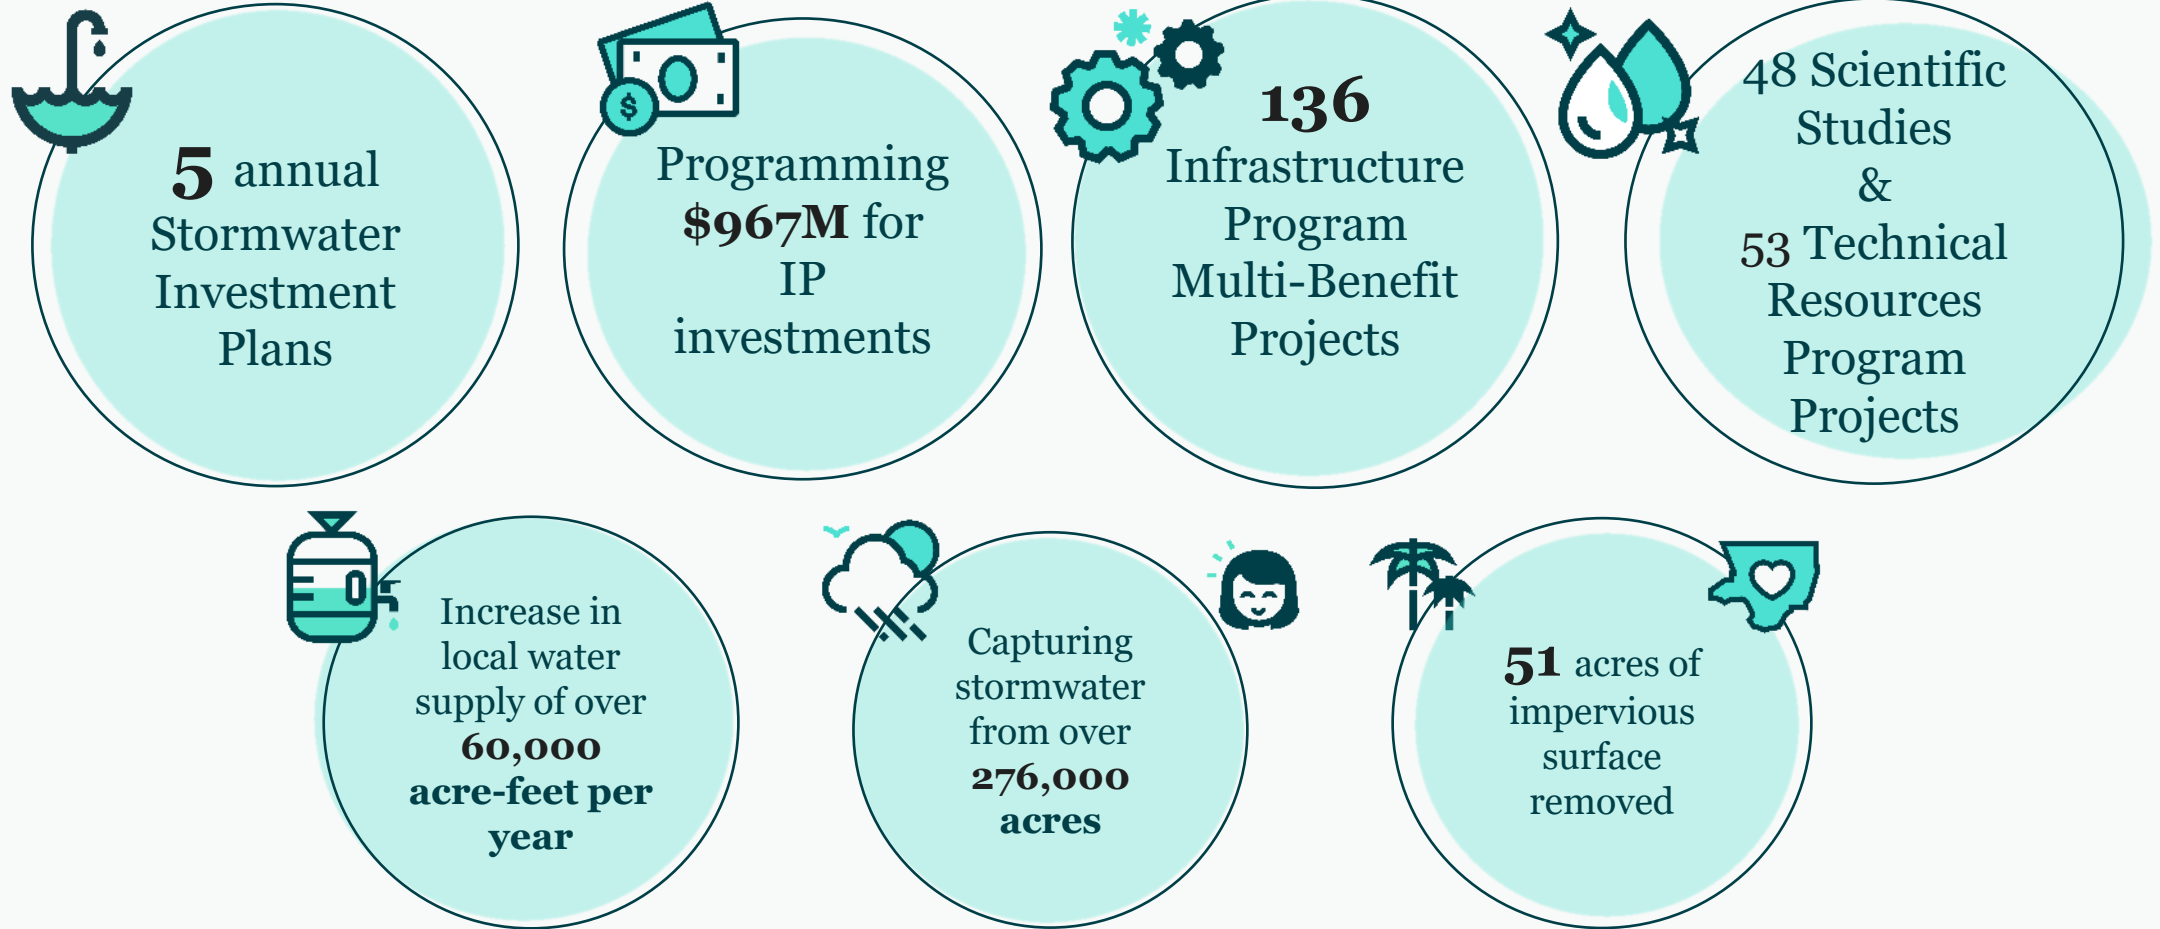 5 annual
Stormwater
Investment
Plans
Programming
$967M for
IP
investments
136
Infrastructure
Program
Multi-Benefit
Projects
48 Scientific
Studies
&
53 Technical
Resources
Program
Projects
Increase in
local water
supply of over
60,000
acre-feet per
year
Capturing
stormwater
from over
276,000
acres
51 acres of
impervious
surface
removed
$